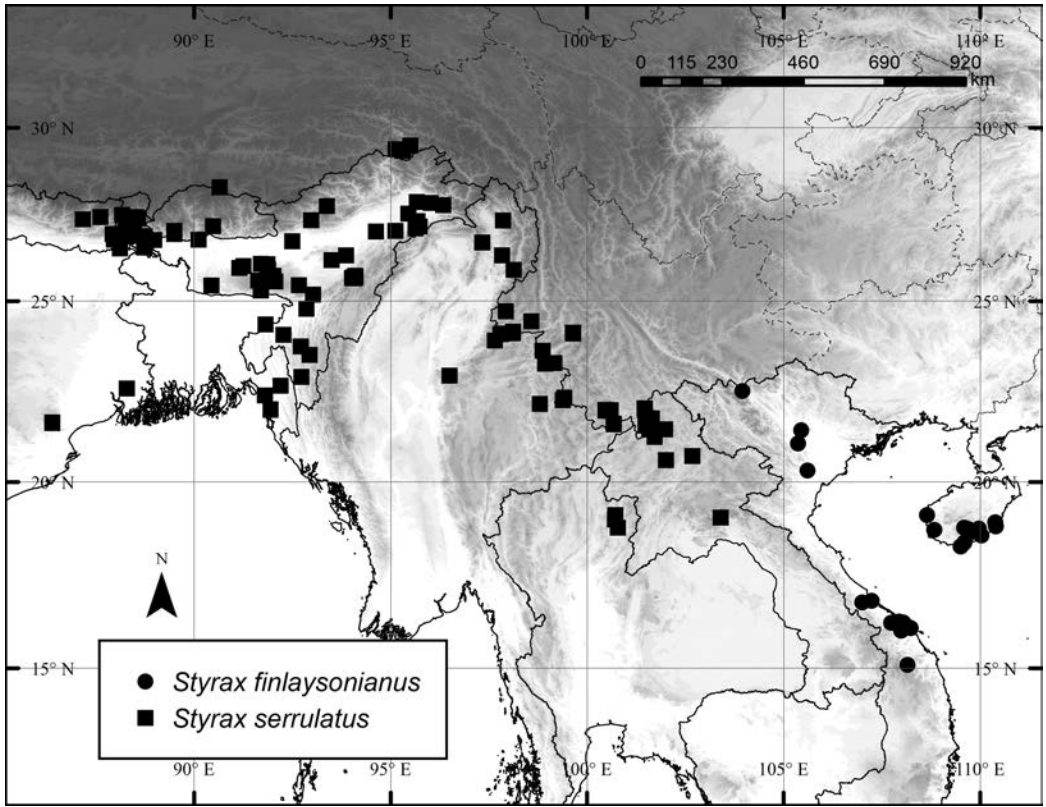 90° E 95° E 100° E 105° E 110° E
0 115 230 460 690 920
km
30° N 30° N
25° N 25° N
20° N 20° N
N
15° N 15° N
Styrax finlaysonianus
Styrax serrulatus
90° E 95° E 100° E 105° E 110° E